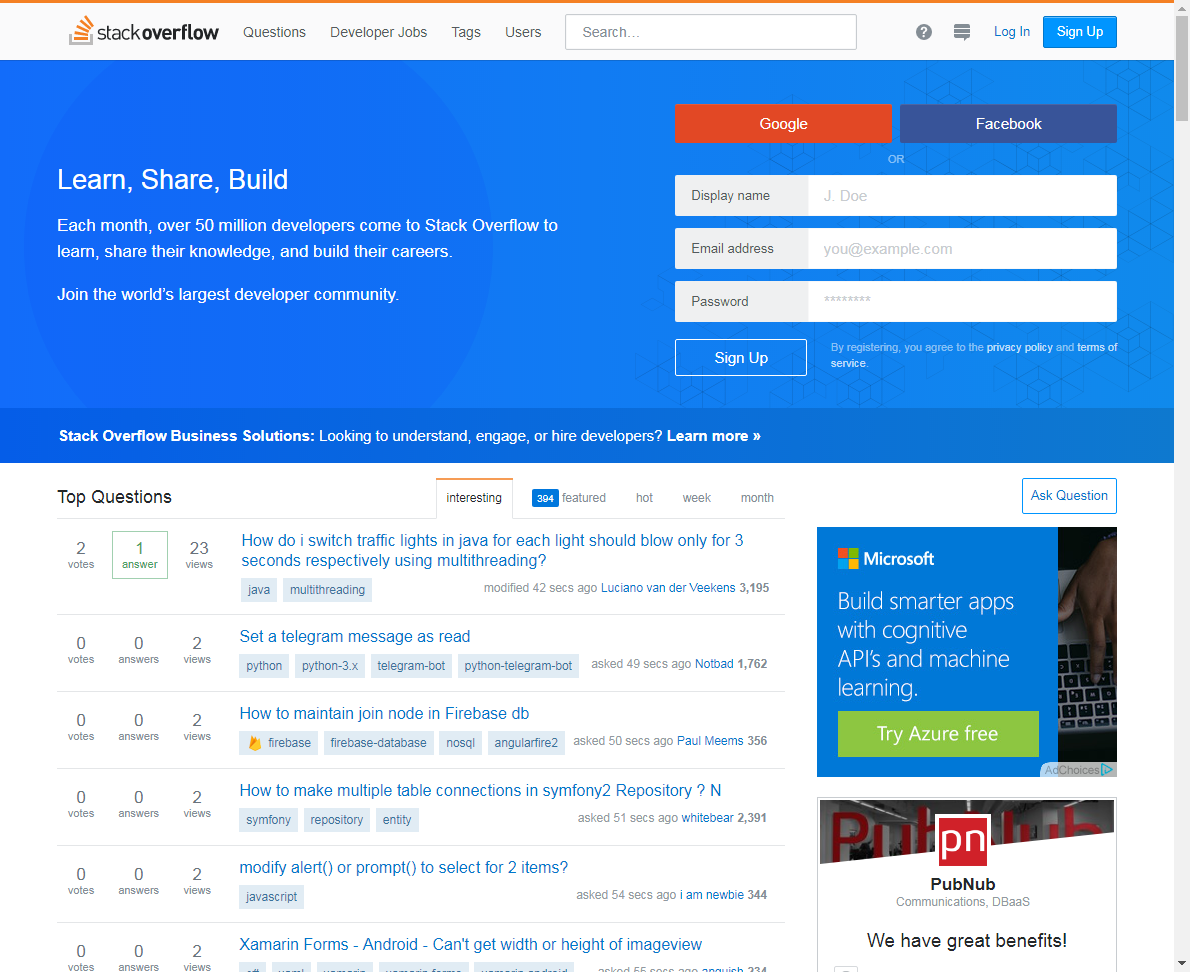 stackoverflow Questions Developer Jobs Tags Users Search... ? Log In Sign Up
Google Facebook
OR
Learn, Share, Build
Each month, over 50 million developers come to Stack Overflow to
learn, share their knowledge, and build their careers.
Join the world's largest developer community.
Display name J. Doe
Email address you@example.com
Password ********
Sign Up
By registering, you agree to the privacy policy and terms of
service.
Stack Overflow Business Solutions: Looking to understand, engage, or hire developers? Learn more »
Top Questions interesting 394 featured hot week month
Ask Question
2 1 23
votes answer views
How do i switch traffic lights in java for each light should blow only for 3
seconds respectively using multithreading?
java multithreading modified 42 secs ago Luciano van der Veekens 3,195
0 0 2
votes answers views
Set a telegram message as read
python python-3.x telegram-bot python-telegram-bot asked 49 secs ago Notbad 1,762
0 0 2
votes answers views
How to maintain join node in Firebase db
firebase firebase-database nosql angularfire2 asked 50 secs ago Paul Meems 356
0 0 2
votes answers views
How to make multiple table connections in symfony2 Repository ? N
symfony repository entity asked 51 secs ago whitebear 2,391
0 0 2
votes answers views
modify alert() or prompt() to select for 2 items?
javascript asked 54 secs ago i am newbie 344
0 0 2
votes answers views
Xamarin Forms - Android - Can't get width or height of imageview
asked 55 secs ago anguish 234
Microsoft
Build smarter apps
with cognitive
API's and machine
learning.
Try Azure free
AdChoices
PubNub
pn
PubNub
Communications, DBaaS
We have great benefits!